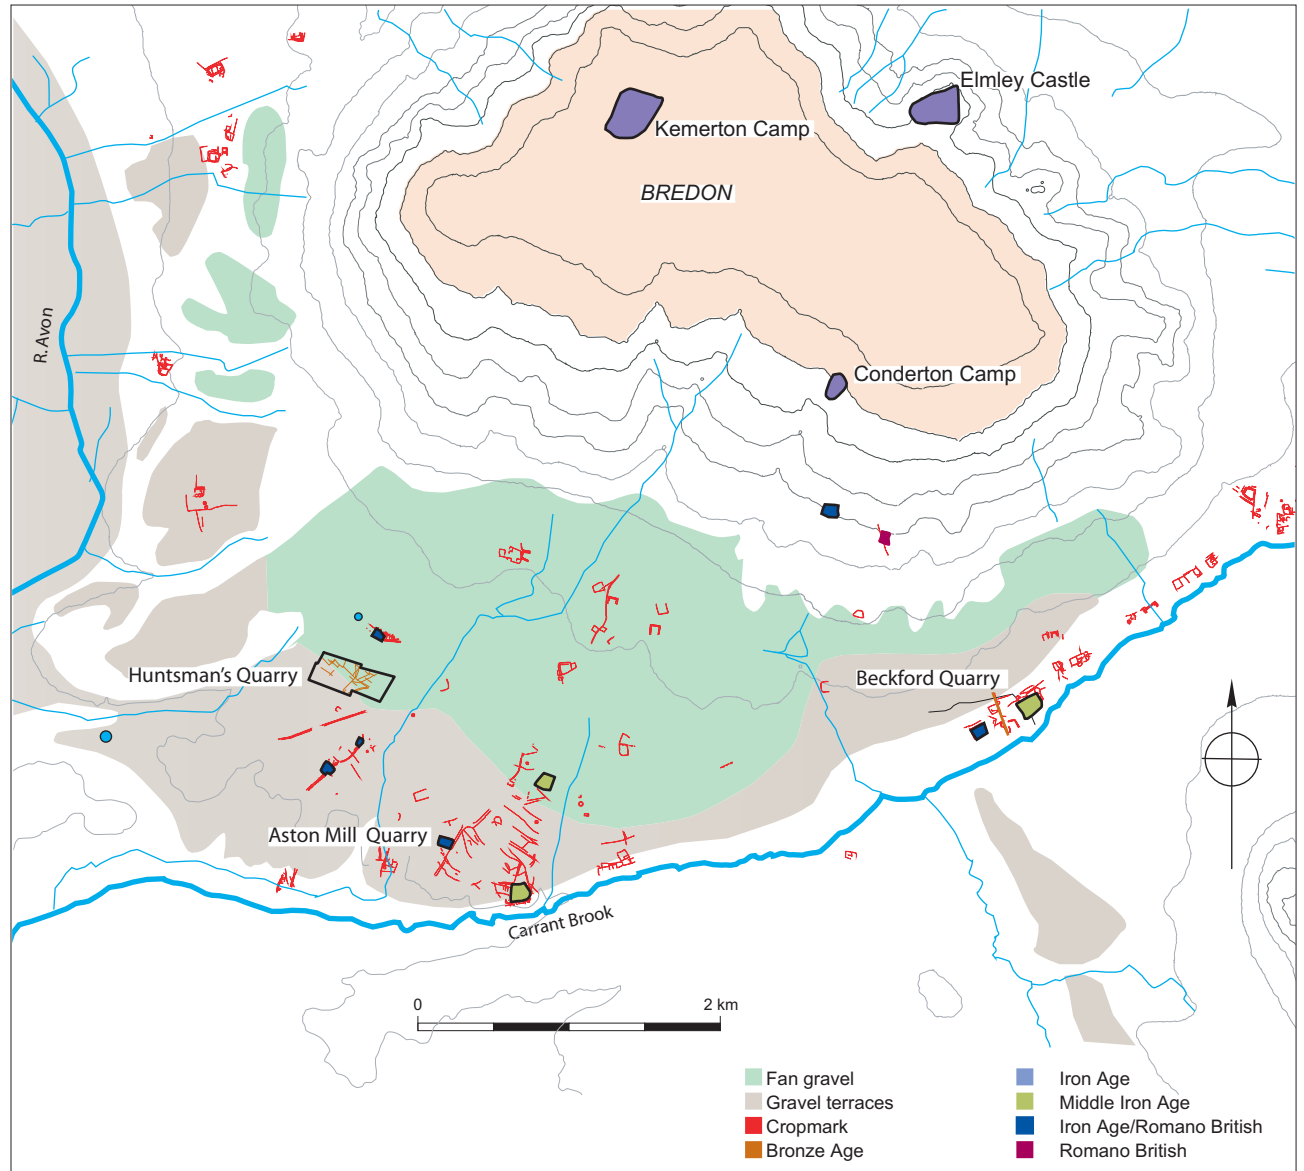 Elmley Castle
Kemerton Camp
BREDON
R. Avon
Conderton Camp
Huntsman's Quarry
Beckford Quarry
Aston Mill Quarry
Carrant Brook
0 2 km
Fan gravel
Gravel terraces
Cropmark
Bronze Age
Iron Age
Middle Iron Age
Iron Age/Romano British
Romano British